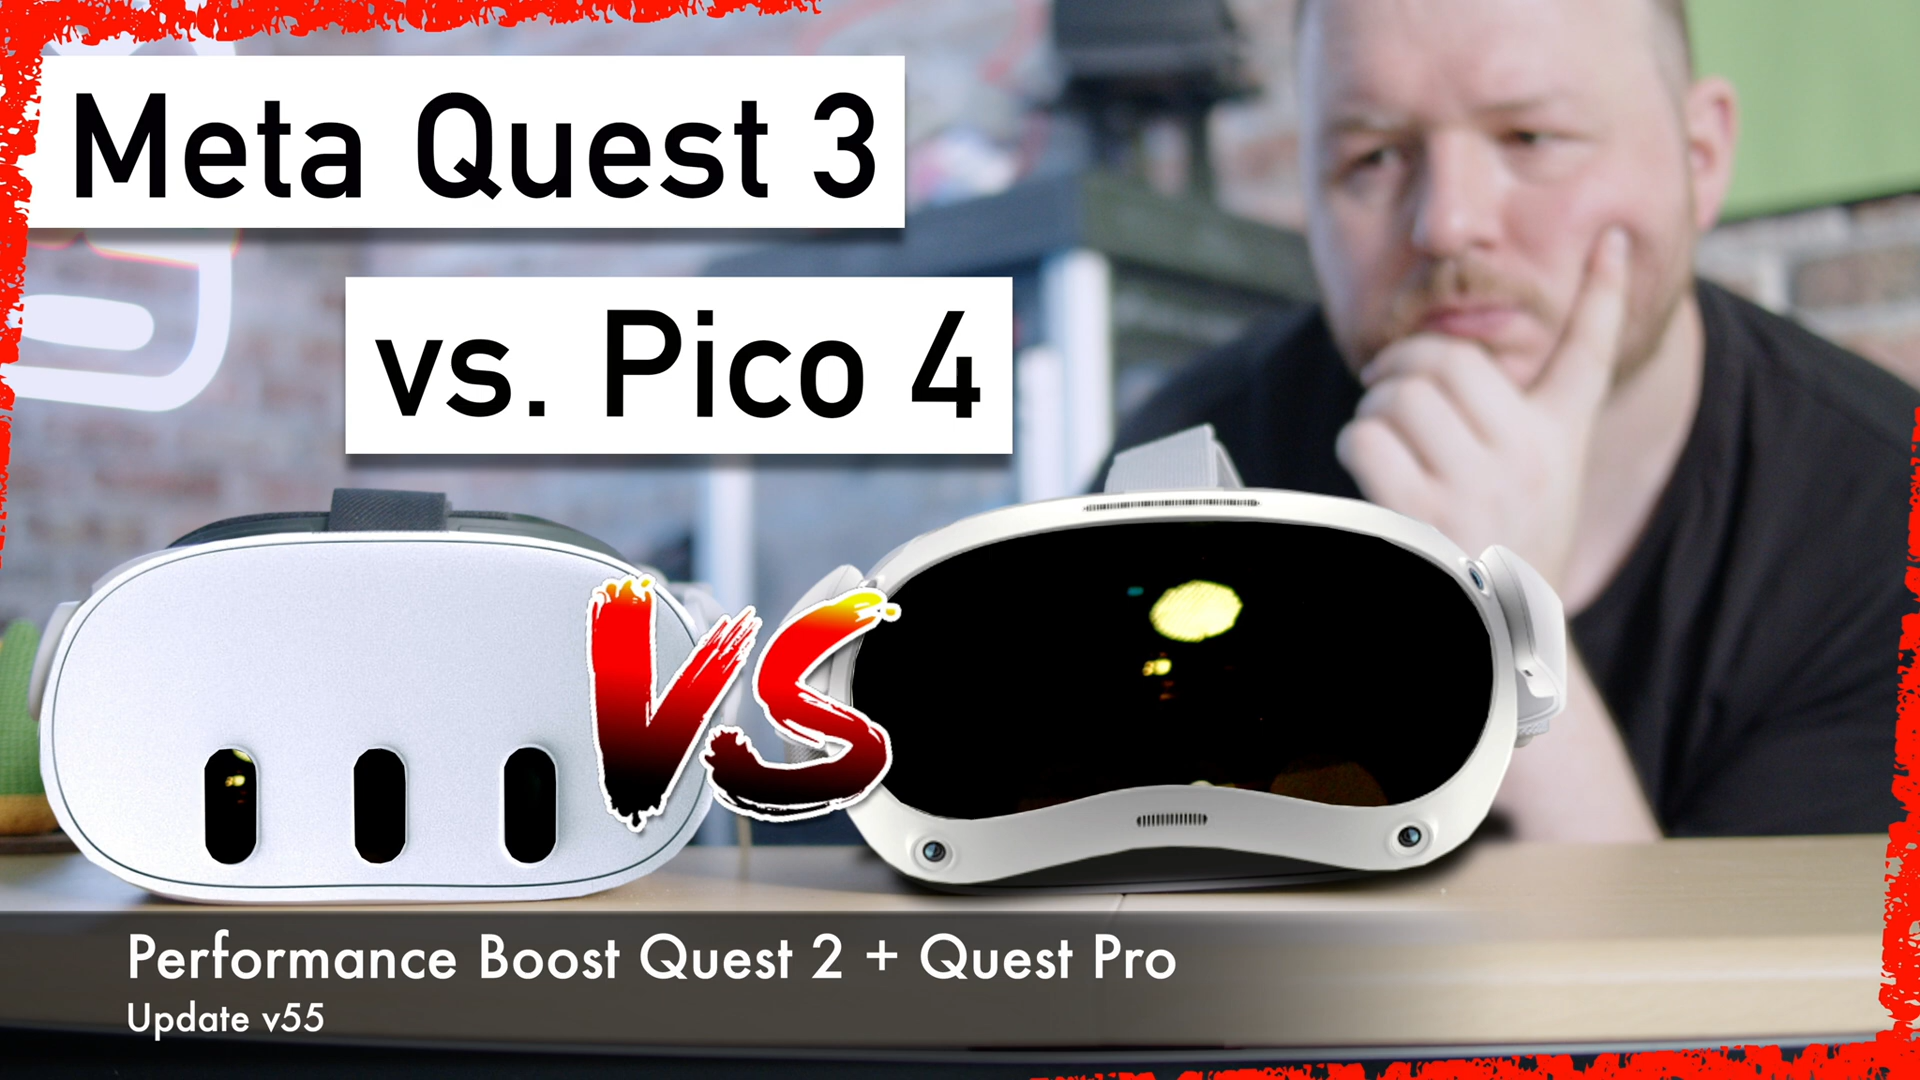 Meta Quest 3
vs. Pico 4
VS
Performance Boost Quest 2 + Quest Pro
Update v55